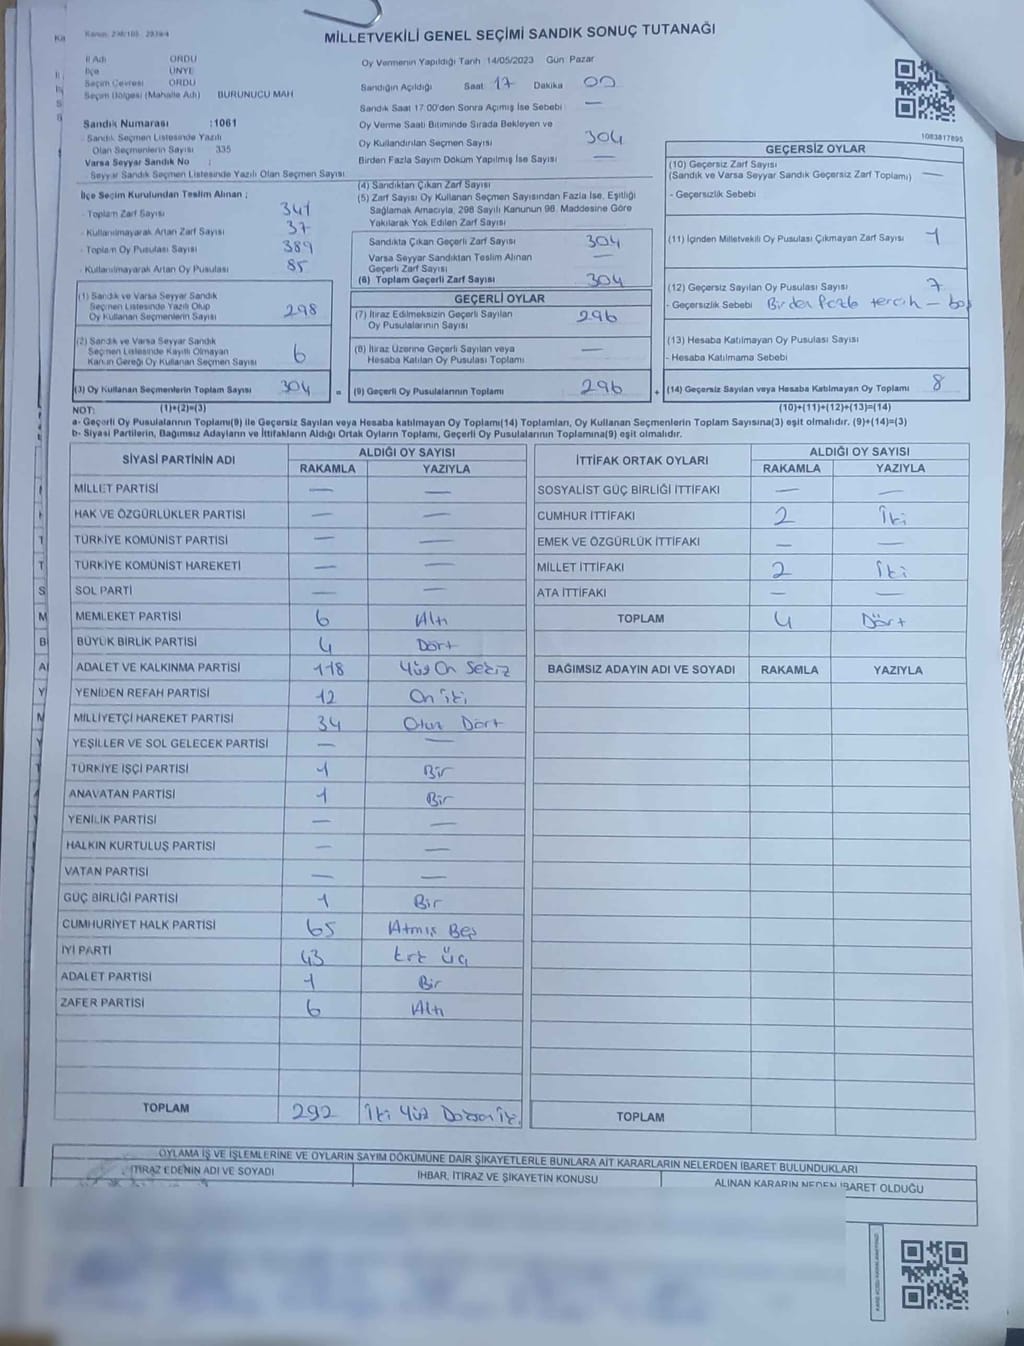 MİLLETVEKİLİ GENEL SEÇİMİ SANDIK SONUÇ TUTANAĞI
İl Adı ORDU
İlçe ÜNYE
Seçim Çevresi ORDU
Seçim Bölgesi (Mahalle Adı) BURUNUCU MAH
Sandık Numarası :1061
- Sandık Seçmen Listesinde Yazılı
Olan Seçmenlerin Sayısı 335
Varsa Seyyar Sandık No :
- Seyyar Sandık Seçmen Listesinde Yazılı Olan Seçmen Sayısı
İlçe Seçim Kurulundan Teslim Alınan ;
- Toplam Zarf Sayısı 341
- Kullanılmayarak Artan Zarf Sayısı 37
- Toplam Oy Pusulası Sayısı 389
- Kullanılmayarak Artan Oy Pusulası 85
(1) Sandık ve Varsa Seyyar Sandık
Seçmen Listesinde Yazılı Olup
Oy Kullanan Seçmenlerin Sayısı 298
(2) Sandık ve Varsa Seyyar Sandık
Seçmen Listesinde Kayıtlı Olmayan
Kanun Gereği Oy Kullanan Seçmen Sayısı 6
(3) Oy Kullanan Seçmenlerin Toplam Sayısı 304 =
(1)+(2)=(3)
Oy Vermenin Yapıldığı Tarih 14/05/2023 Gün Pazar
Sandığın Açıldığı Saat 17 Dakika 00
Sandık Saat 17:00'den Sonra Açımış İse Sebebi —
Oy Verme Saati Bitiminde Sırada Bekleyen ve
Oy Kullandırılan Seçmen Sayısı 304
Birden Fazla Sayım Döküm Yapılmış İse Sayısı —
(4) Sandıktan Çıkan Zarf Sayısı
(5) Zarf Sayısı Oy Kullanan Seçmen Sayısından Fazla İse, Eşitliği
Sağlamak Amacıyla, 298 Sayılı Kanunun 98. Maddesine Göre
Yakılarak Yok Edilen Zarf Sayısı
Sandıkta Çıkan Geçerli Zarf Sayısı 304
Varsa Seyyar Sandıktan Teslim Alınan
Geçerli Zarf Sayısı —
(6) Toplam Geçerli Zarf Sayısı 304
GEÇERLİ OYLAR
(7) İtiraz Edilmeksizin Geçerli Sayılan
Oy Pusulalarının Sayısı 296
(8) İtiraz Üzerine Geçerli Sayılan veya
Hesaba Katılan Oy Pusulası Toplamı —
(9) Geçerli Oy Pusulalarının Toplamı 296 +
1083817895
GEÇERSİZ OYLAR
(10) Geçersiz Zarf Sayısı
(Sandık ve Varsa Seyyar Sandık Geçersiz Zarf Toplamı) —
- Geçersizlik Sebebi
(11) İçinden Milletvekili Oy Pusulası Çıkmayan Zarf Sayısı 1
(12) Geçersiz Sayılan Oy Pusulası Sayısı 7
- Geçersizlik Sebebi Birden Fazla tercih – boş
(13) Hesaba Katılmayan Oy Pusulası Sayısı
- Hesaba Katılmama Sebebi
(14) Geçersiz Sayılan veya Hesaba Katılmayan Oy Toplamı 8
(10)+(11)+(12)+(13)=(14)
NOT:
a- Geçerli Oy Pusulalarının Toplamı(9) ile Geçersiz Sayılan veya Hesaba katılmayan Oy Toplamı(14) Toplamları, Oy Kullanan Seçmenlerin Toplam Sayısına(3) eşit olmalıdır. (9)+(14)=(3)
b- Siyasi Partilerin, Bağımsız Adayların ve İttifakların Aldığı Ortak Oyların Toplamı, Geçerli Oy Pusulalarının Toplamına(9) eşit olmalıdır.
SİYASİ PARTİNİN ADI ALDIĞI OY SAYISI
RAKAMLA YAZIYLA
MİLLET PARTİSİ — —
HAK VE ÖZGÜRLÜKLER PARTİSİ — —
TÜRKİYE KOMÜNİST PARTİSİ — —
TÜRKİYE KOMÜNİST HAREKETİ — —
SOL PARTİ — —
MEMLEKET PARTİSİ 6 Altı
BÜYÜK BİRLİK PARTİSİ 4 Dört
ADALET VE KALKINMA PARTİSİ 118 Yüz On Sekiz
YENİDEN REFAH PARTİSİ 12 On iki
MİLLİYETÇİ HAREKET PARTİSİ 34 Otuz Dört
YEŞİLLER VE SOL GELECEK PARTİSİ — —
TÜRKİYE İŞÇİ PARTİSİ 1 Bir
ANAVATAN PARTİSİ 1 Bir
YENİLİK PARTİSİ — —
HALKIN KURTULUŞ PARTİSİ — —
VATAN PARTİSİ — —
GÜÇ BİRLİĞİ PARTİSİ 1 Bir
CUMHURİYET HALK PARTİSİ 65 Atmış Beş
İYİ PARTİ 43 kırk üç
ADALET PARTİSİ 1 Bir
ZAFER PARTİSİ 6 Altı
TOPLAM 292 İki Yüz Doksan İk.
İTTİFAK ORTAK OYLARI ALDIĞI OY SAYISI
RAKAMLA YAZIYLA
SOSYALİST GÜÇ BİRLİĞİ İTTİFAKI — —
CUMHUR İTTİFAKI 2 İki
EMEK VE ÖZGÜRLÜK İTTİFAKI — —
MİLLET İTTİFAKI 2 İki
ATA İTTİFAKI — —
TOPLAM 4 Dört
BAĞIMSIZ ADAYIN ADI VE SOYADI RAKAMLA YAZIYLA
TOPLAM
OYLAMA İŞ VE İŞLEMLERİNE VE OYLARIN SAYIM DÖKÜMÜNE DAİR ŞİKAYETLERLE BUNLARA AİT KARARLARIN NELERDEN İBARET BULUNDUKLARI
İTİRAZ EDENİN ADI VE SOYADI İHBAR, İTİRAZ VE ŞİKAYETİN KONUSU ALINAN KARARIN NEDEN İBARET OLDUĞU